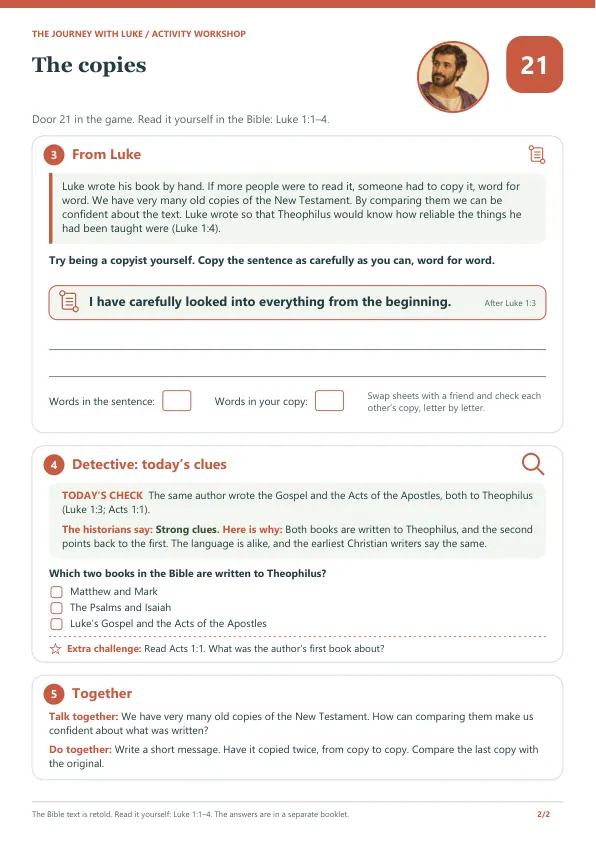 THE JOURNEY WITH LUKE / ACTIVITY WORKSHOP
The copies
21
Door 21 in the game. Read it yourself in the Bible: Luke 1:1–4.
3 From Luke
Luke wrote his book by hand. If more people were to read it, someone had to copy it, word for
word. We have very many old copies of the New Testament. By comparing them we can be
confident about the text. Luke wrote so that Theophilus would know how reliable the things he
had been taught were (Luke 1:4).
Try being a copyist yourself. Copy the sentence as carefully as you can, word for word.
I have carefully looked into everything from the beginning. After Luke 1:3
Words in the sentence: Words in your copy: Swap sheets with a friend and check each
other’s copy, letter by letter.
4 Detective: today’s clues
TODAY’S CHECK The same author wrote the Gospel and the Acts of the Apostles, both to Theophilus
(Luke 1:3; Acts 1:1).
The historians say: Strong clues. Here is why: Both books are written to Theophilus, and the second
points back to the first. The language is alike, and the earliest Christian writers say the same.
Which two books in the Bible are written to Theophilus?
Matthew and Mark
The Psalms and Isaiah
Luke’s Gospel and the Acts of the Apostles
Extra challenge: Read Acts 1:1. What was the author’s first book about?
5 Together
Talk together: We have very many old copies of the New Testament. How can comparing them make us
confident about what was written?
Do together: Write a short message. Have it copied twice, from copy to copy. Compare the last copy with
the original.
The Bible text is retold. Read it yourself: Luke 1:1–4. The answers are in a separate booklet. 2/2